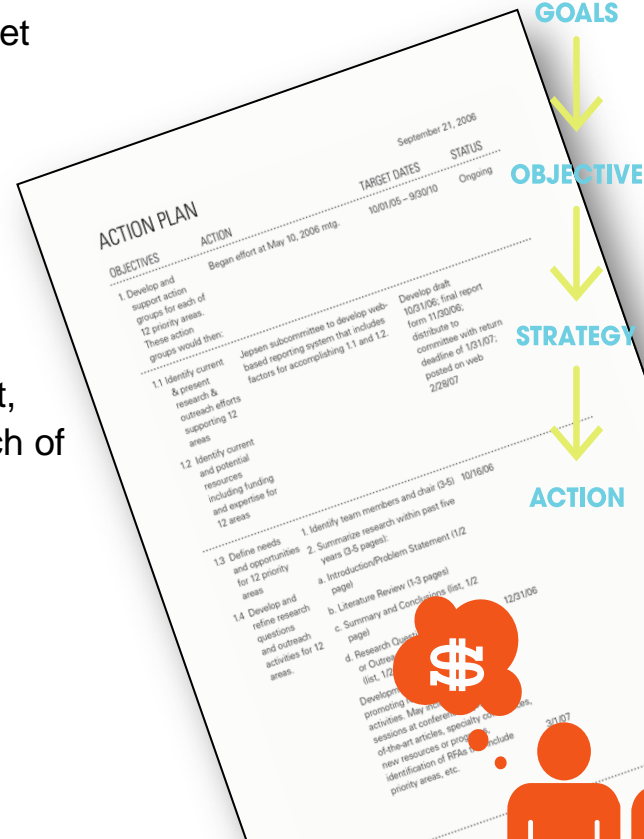 et
t,
ch of
GOALS
OBJECTIVE
STRATEGY
ACTION
September 21, 2006
ACTION PLAN
OBJECTIVES ACTION TARGET DATES STATUS
1. Develop and
support action
groups for each of
12 priority areas.
These action
groups would then:
Began effort at May 10, 2006 mtg.
10/01/05 – 9/30/10
Ongoing
1.1 Identify current
& present
research &
outreach efforts
supporting 12
areas
Jepsen subcommittee to develop web-
based reporting system that includes
factors for accomplishing 1.1 and 1.2.
Develop draft
10/31/06; final report
form 11/30/06;
distribute to
committee with return
deadline of 1/31/07;
posted on web
2/28/07
1.2 Identify current
and potential
resources
including funding
and expertise for
12 areas
1.3 Define needs
and opportunities
for 12 priority
areas
1. Identify team members and chair (3-5) 10/16/06
2. Summarize research within past five
years (3-5 pages):
a. Introduction/Problem Statement (1/2
page)
b. Literature Review (1-3 pages)
c. Summary and Conclusions (list, 1/2
page)
d. Research
or
(list, 1/2
12/31/06
1.4 Develop and
refine research
questions
and outreach
activities for 12
areas.
promoting
activities. May
sessions at
of-the-art articles, specialty
new resources or
identification of RFAs include
priority areas, etc.
3/1/07
$